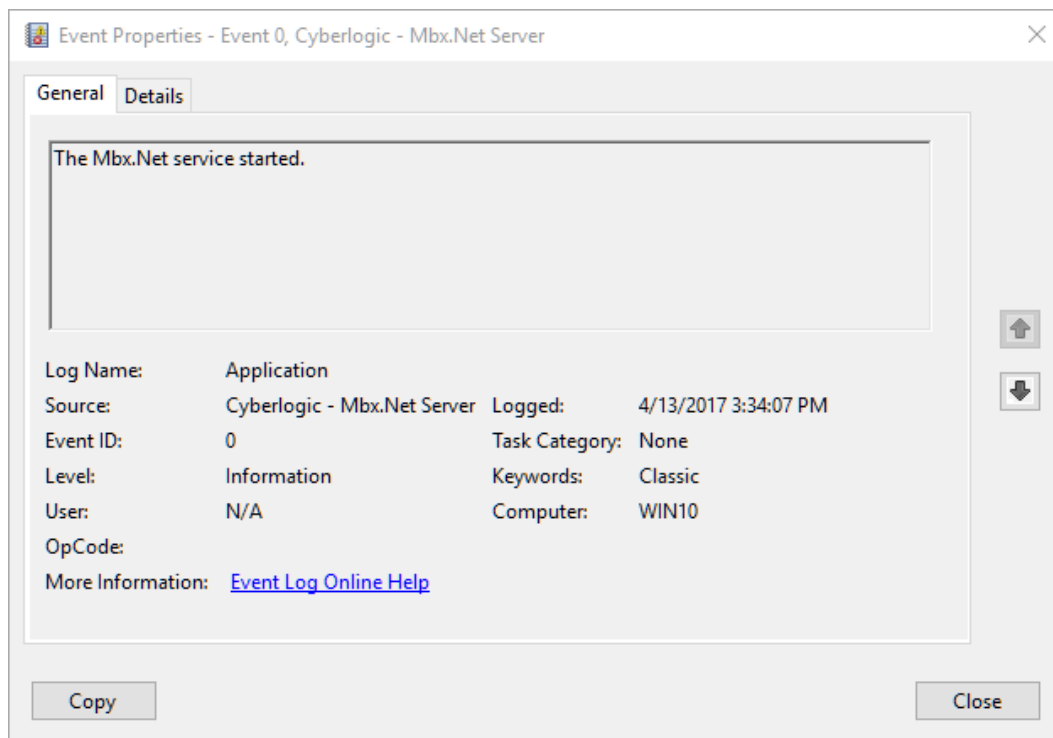 Event Properties - Event 0, Cyberlogic - Mbx.Net Server
General Details
The Mbx.Net service started.
Log Name: Application
Source: Cyberlogic - Mbx.Net Server Logged: 4/13/2017 3:34:07 PM
Event ID: 0 Task Category: None
Level: Information Keywords: Classic
User: N/A Computer: WIN10
OpCode:
More Information: Event Log Online Help
Copy Close